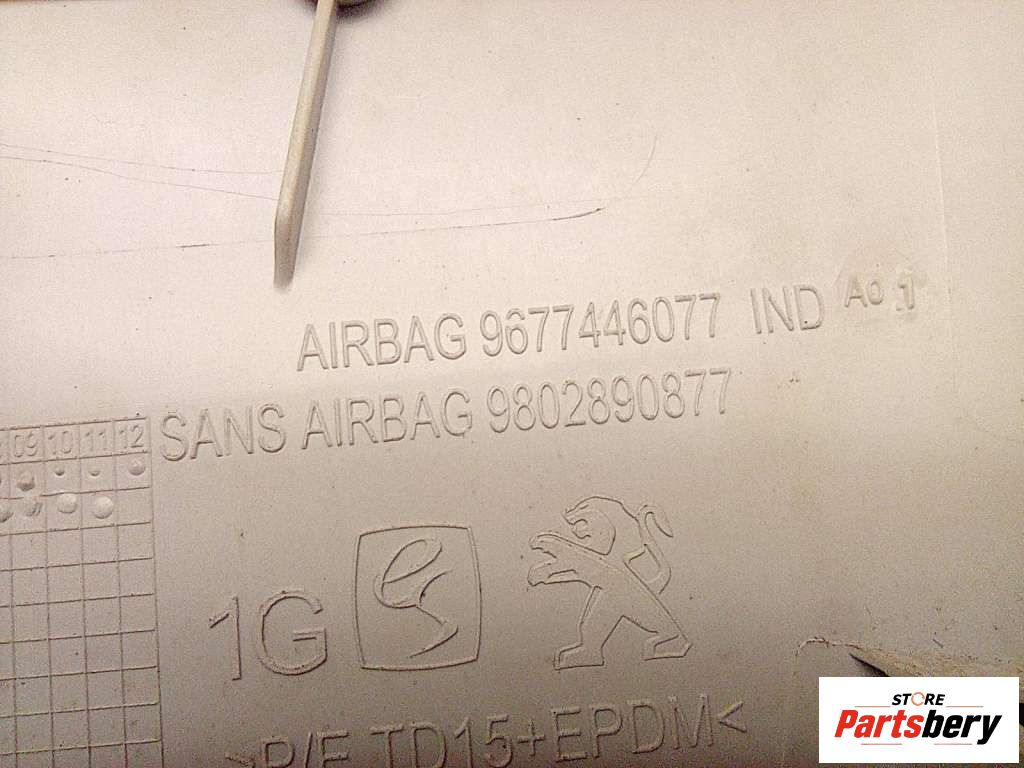 AIRBAG 9677446077 IND A0 1
SANS AIRBAG 9802890877
09 10 11 12
1G
>P/E TD15+EPDM<
STORE
Partsbery